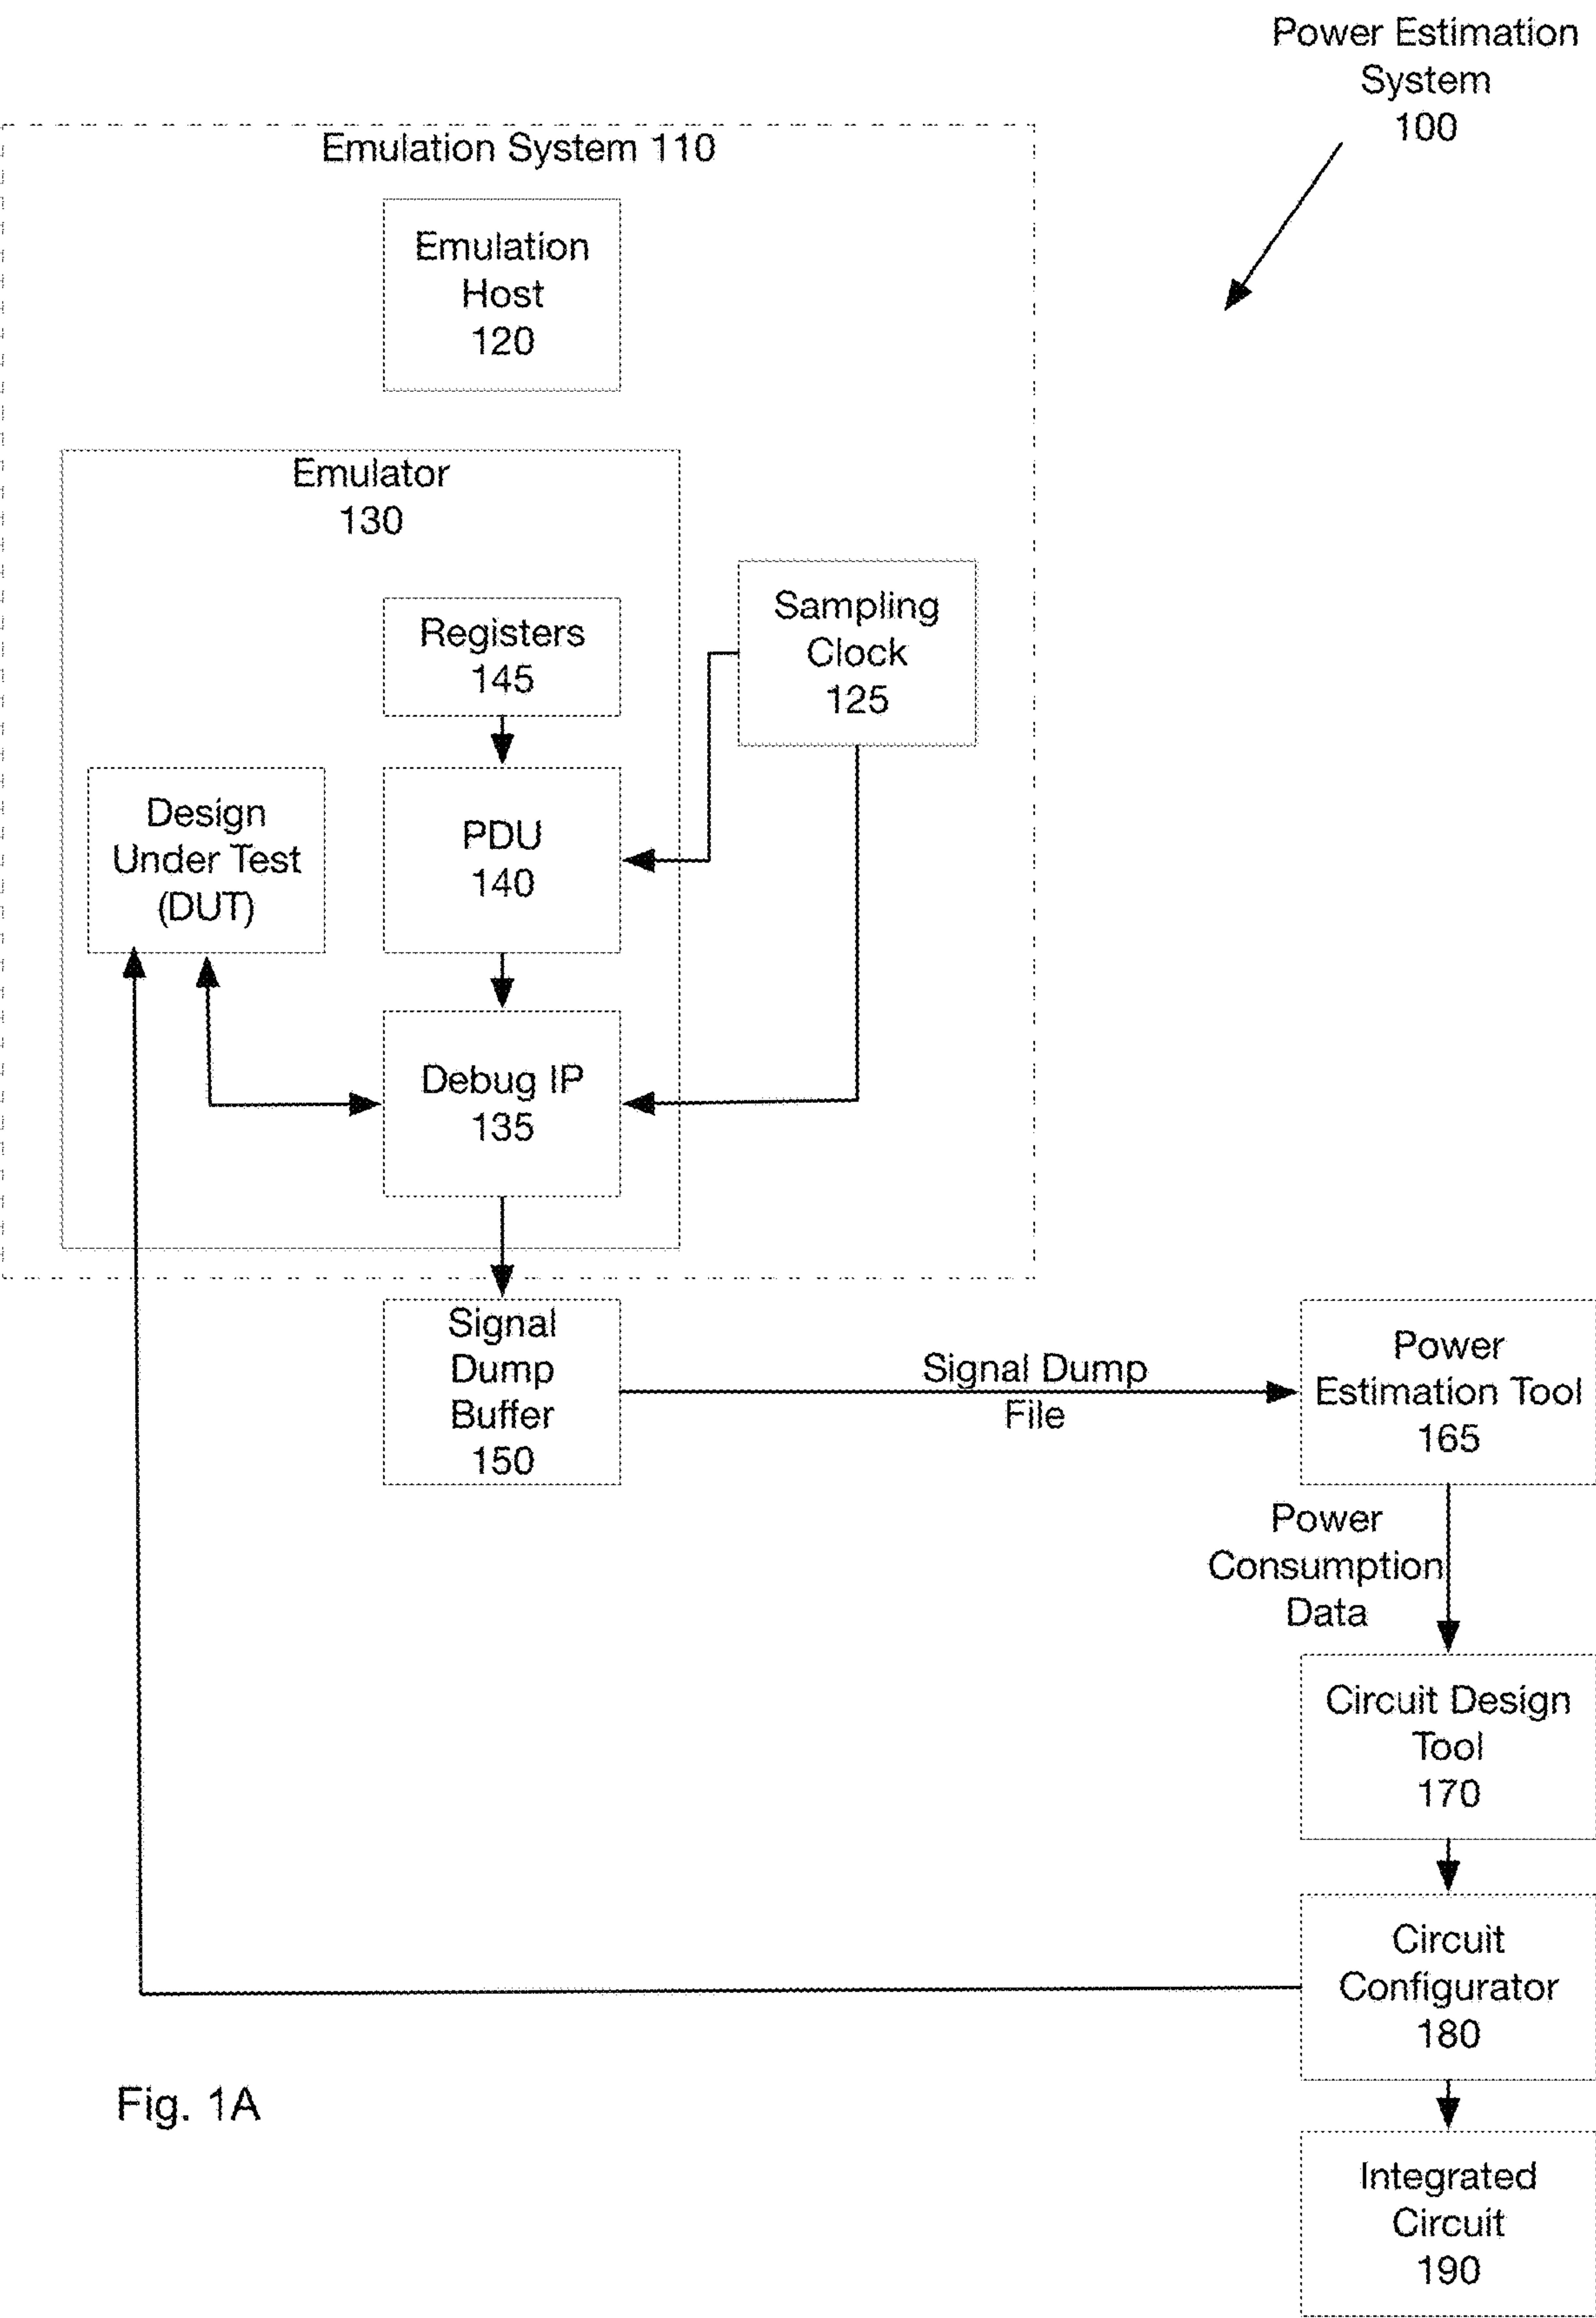 Power Estimation
System
100
Emulation System 110
Emulation
Host
120
Emulator
130
Registers
145
Sampling
Clock
125
Design
Under Test
(DUT)
PDU
140
Debug IP
135
Signal
Dump
Buffer
150
Signal Dump
File
Power
Estimation Tool
165
Power
Consumption
Data
Circuit Design
Tool
170
Circuit
Configurator
180
Fig. 1A
Integrated
Circuit
190